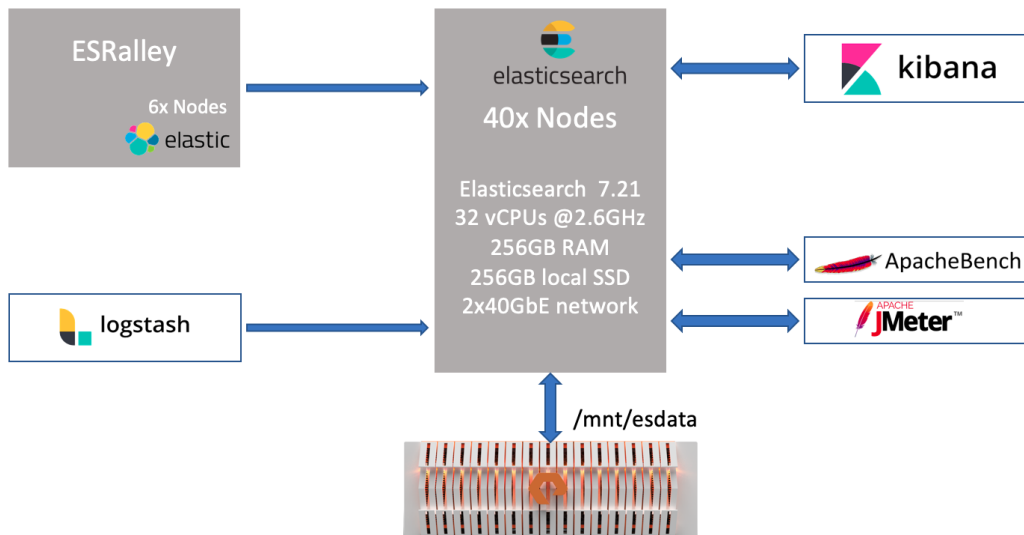 ESRalley
6x Nodes
elastic
logstash
elasticsearch
40x Nodes
Elasticsearch 7.21
32 vCPUs @2.6GHz
256GB RAM
256GB local SSD
2x40GbE network
/mnt/esdata
kibana
ApacheBench
APACHE
JMeter™